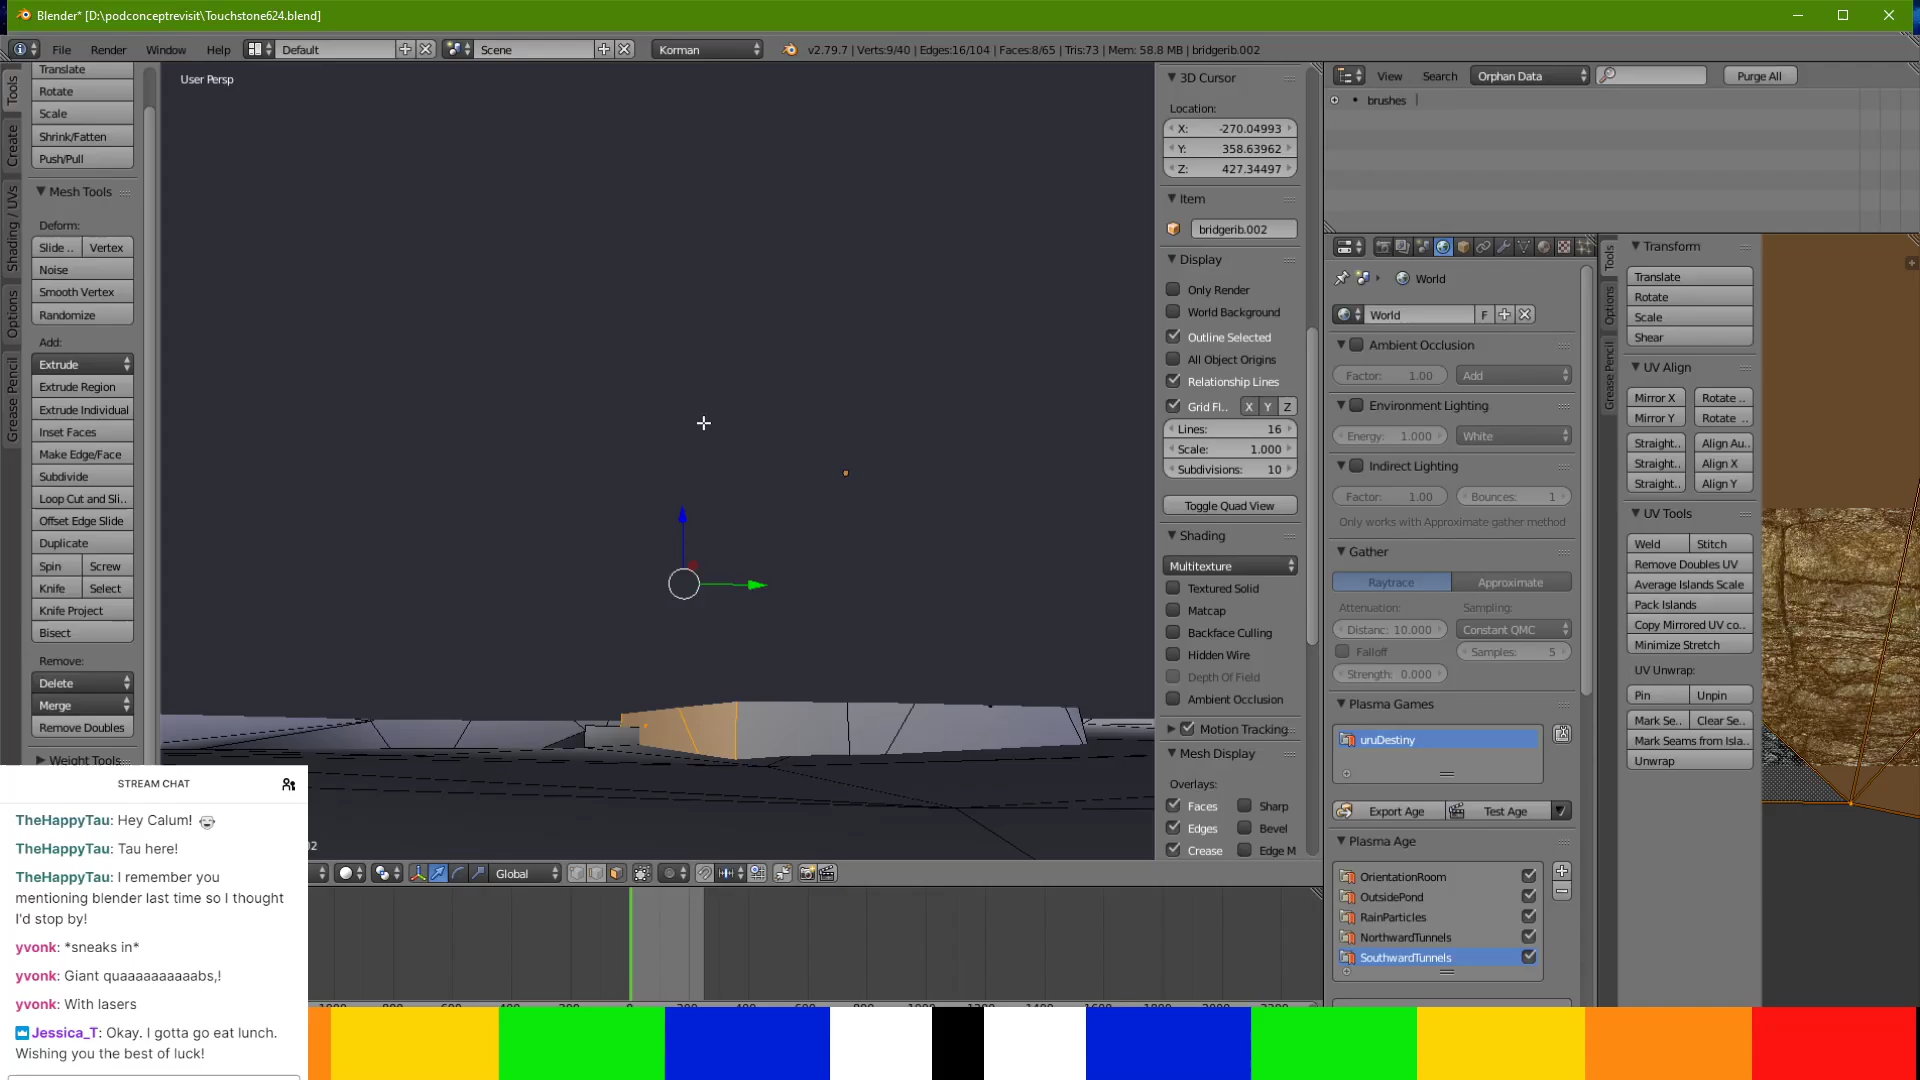 Blender* [D:\podconceptrevisit\Touchstone624.blend]
File Render Window Help Default Scene Korman v2.79.7 | Verts:9/40 | Edges:16/104 | Faces:8/65 | Tris:73 | Mem: 58.8 MB | bridgerib.002
Tools
Create
Shading / UVs
Options
Grease Pencil
Translate
Rotate
Scale
Shrink/Fatten
Push/Pull
Mesh Tools
Deform:
Slide .. Vertex
Noise
Smooth Vertex
Randomize
Add:
Extrude
Extrude Region
Extrude Individual
Inset Faces
Make Edge/Face
Subdivide
Loop Cut and Sli..
Offset Edge Slide
Duplicate
Spin Screw
Knife Select
Knife Project
Bisect
Remove:
Delete
Merge
Remove Doubles
Weight Tools
User Persp
02
Global
3D Cursor
Location:
X: -270.04993
Y: 358.63962
Z: 427.34497
Item
bridgerib.002
Display
Only Render
World Background
Outline Selected
All Object Origins
Relationship Lines
Grid Fl.. X Y Z
Lines: 16
Scale: 1.000
Subdivisions: 10
Toggle Quad View
Shading
Multitexture
Textured Solid
Matcap
Backface Culling
Hidden Wire
Depth Of Field
Ambient Occlusion
Motion Tracking
Mesh Display
Overlays:
Faces Sharp
Edges Bevel
Crease Edge M
View Search Orphan Data Purge All
brushes
World
World F
Ambient Occlusion
Factor: 1.00 Add
Environment Lighting
Energy: 1.000 White
Indirect Lighting
Factor: 1.00 Bounces: 1
Only works with Approximate gather method
Gather
Raytrace Approximate
Attenuation: Sampling:
Distanc: 10.000 Constant QMC
Falloff Samples: 5
Strength: 0.000
Plasma Games
uruDestiny
Export Age Test Age
Plasma Age
OrientationRoom
OutsidePond
RainParticles
NorthwardTunnels
SouthwardTunnels
Tools
Options
Grease Pencil
Transform
Translate
Rotate
Scale
Shear
UV Align
Mirror X Rotate ..
Mirror Y Rotate ..
Straight.. Align Au..
Straight.. Align X
Straight.. Align Y
UV Tools
Weld Stitch
Remove Doubles UV
Average Islands Scale
Pack Islands
Copy Mirrored UV co..
Minimize Stretch
UV Unwrap:
Pin Unpin
Mark Se.. Clear Se..
Mark Seams from Isla..
Unwrap
STREAM CHAT
TheHappyTau: Hey Calum!
TheHappyTau: Tau here!
TheHappyTau: I remember you
mentioning blender last time so I thought
I'd stop by!
yvonk: *sneaks in*
yvonk: Giant quaaaaaaaaaabs,!
yvonk: With lasers
Jessica_T: Okay. I gotta go eat lunch.
Wishing you the best of luck!